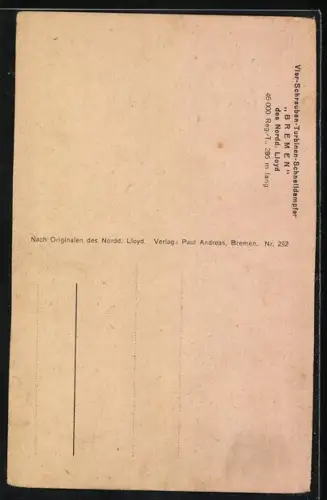 Vier-Schrauben-Turbinen-Schnelldampfer
„BREMEN"
des Nordd. Lloyd
46 000 Reg.-T., 285 m lang
Nach Originalen des Nordd. Lloyd. Verlag: Paul Andreas, Bremen. Nr. 252